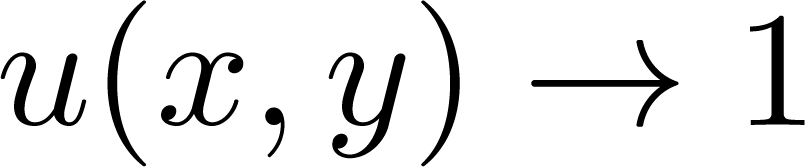 u(x, y) → 1